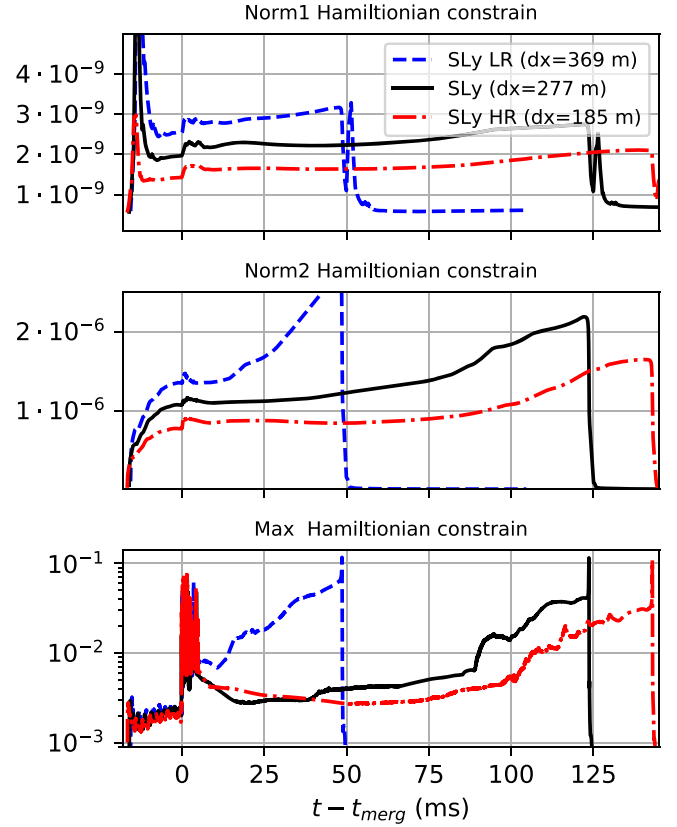 Norm1 Hamiltionian constrain
4 · 10⁻⁹
3 · 10⁻⁹
2 · 10⁻⁹
1 · 10⁻⁹
SLy LR (dx=369 m)
SLy (dx=277 m)
SLy HR (dx=185 m)
Norm2 Hamiltionian constrain
2 · 10⁻⁶
1 · 10⁻⁶
Max Hamiltionian constrain
10⁻¹
10⁻²
10⁻³
0 25 50 75 100 125
t − t_merg (ms)